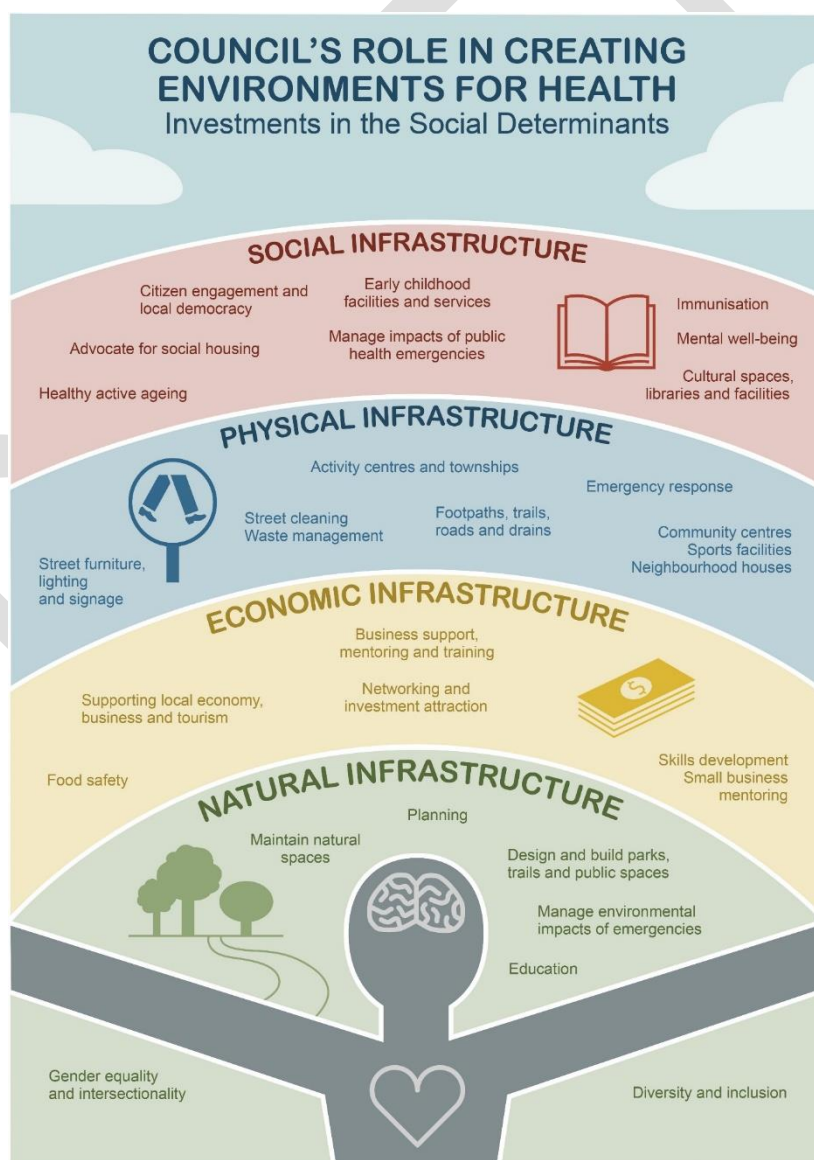 COUNCIL'S ROLE IN CREATING
ENVIRONMENTS FOR HEALTH
Investments in the Social Determinants
SOCIAL INFRASTRUCTURE
Citizen engagement and
local democracy
Early childhood
facilities and services
Immunisation
Advocate for social housing
Manage impacts of public
health emergencies
Mental well-being
Healthy active ageing
Cultural spaces,
libraries and facilities
PHYSICAL INFRASTRUCTURE
Activity centres and townships
Emergency response
Street cleaning
Waste management
Footpaths, trails,
roads and drains
Community centres
Sports facilities
Neighbourhood houses
Street furniture,
lighting
and signage
ECONOMIC INFRASTRUCTURE
Business support,
mentoring and training
Supporting local economy,
business and tourism
Networking and
investment attraction
$
Food safety
Skills development
Small business
mentoring
NATURAL INFRASTRUCTURE
Planning
Maintain natural
spaces
Design and build parks,
trails and public spaces
Manage environmental
impacts of emergencies
Education
Gender equality
and intersectionality
Diversity and inclusion